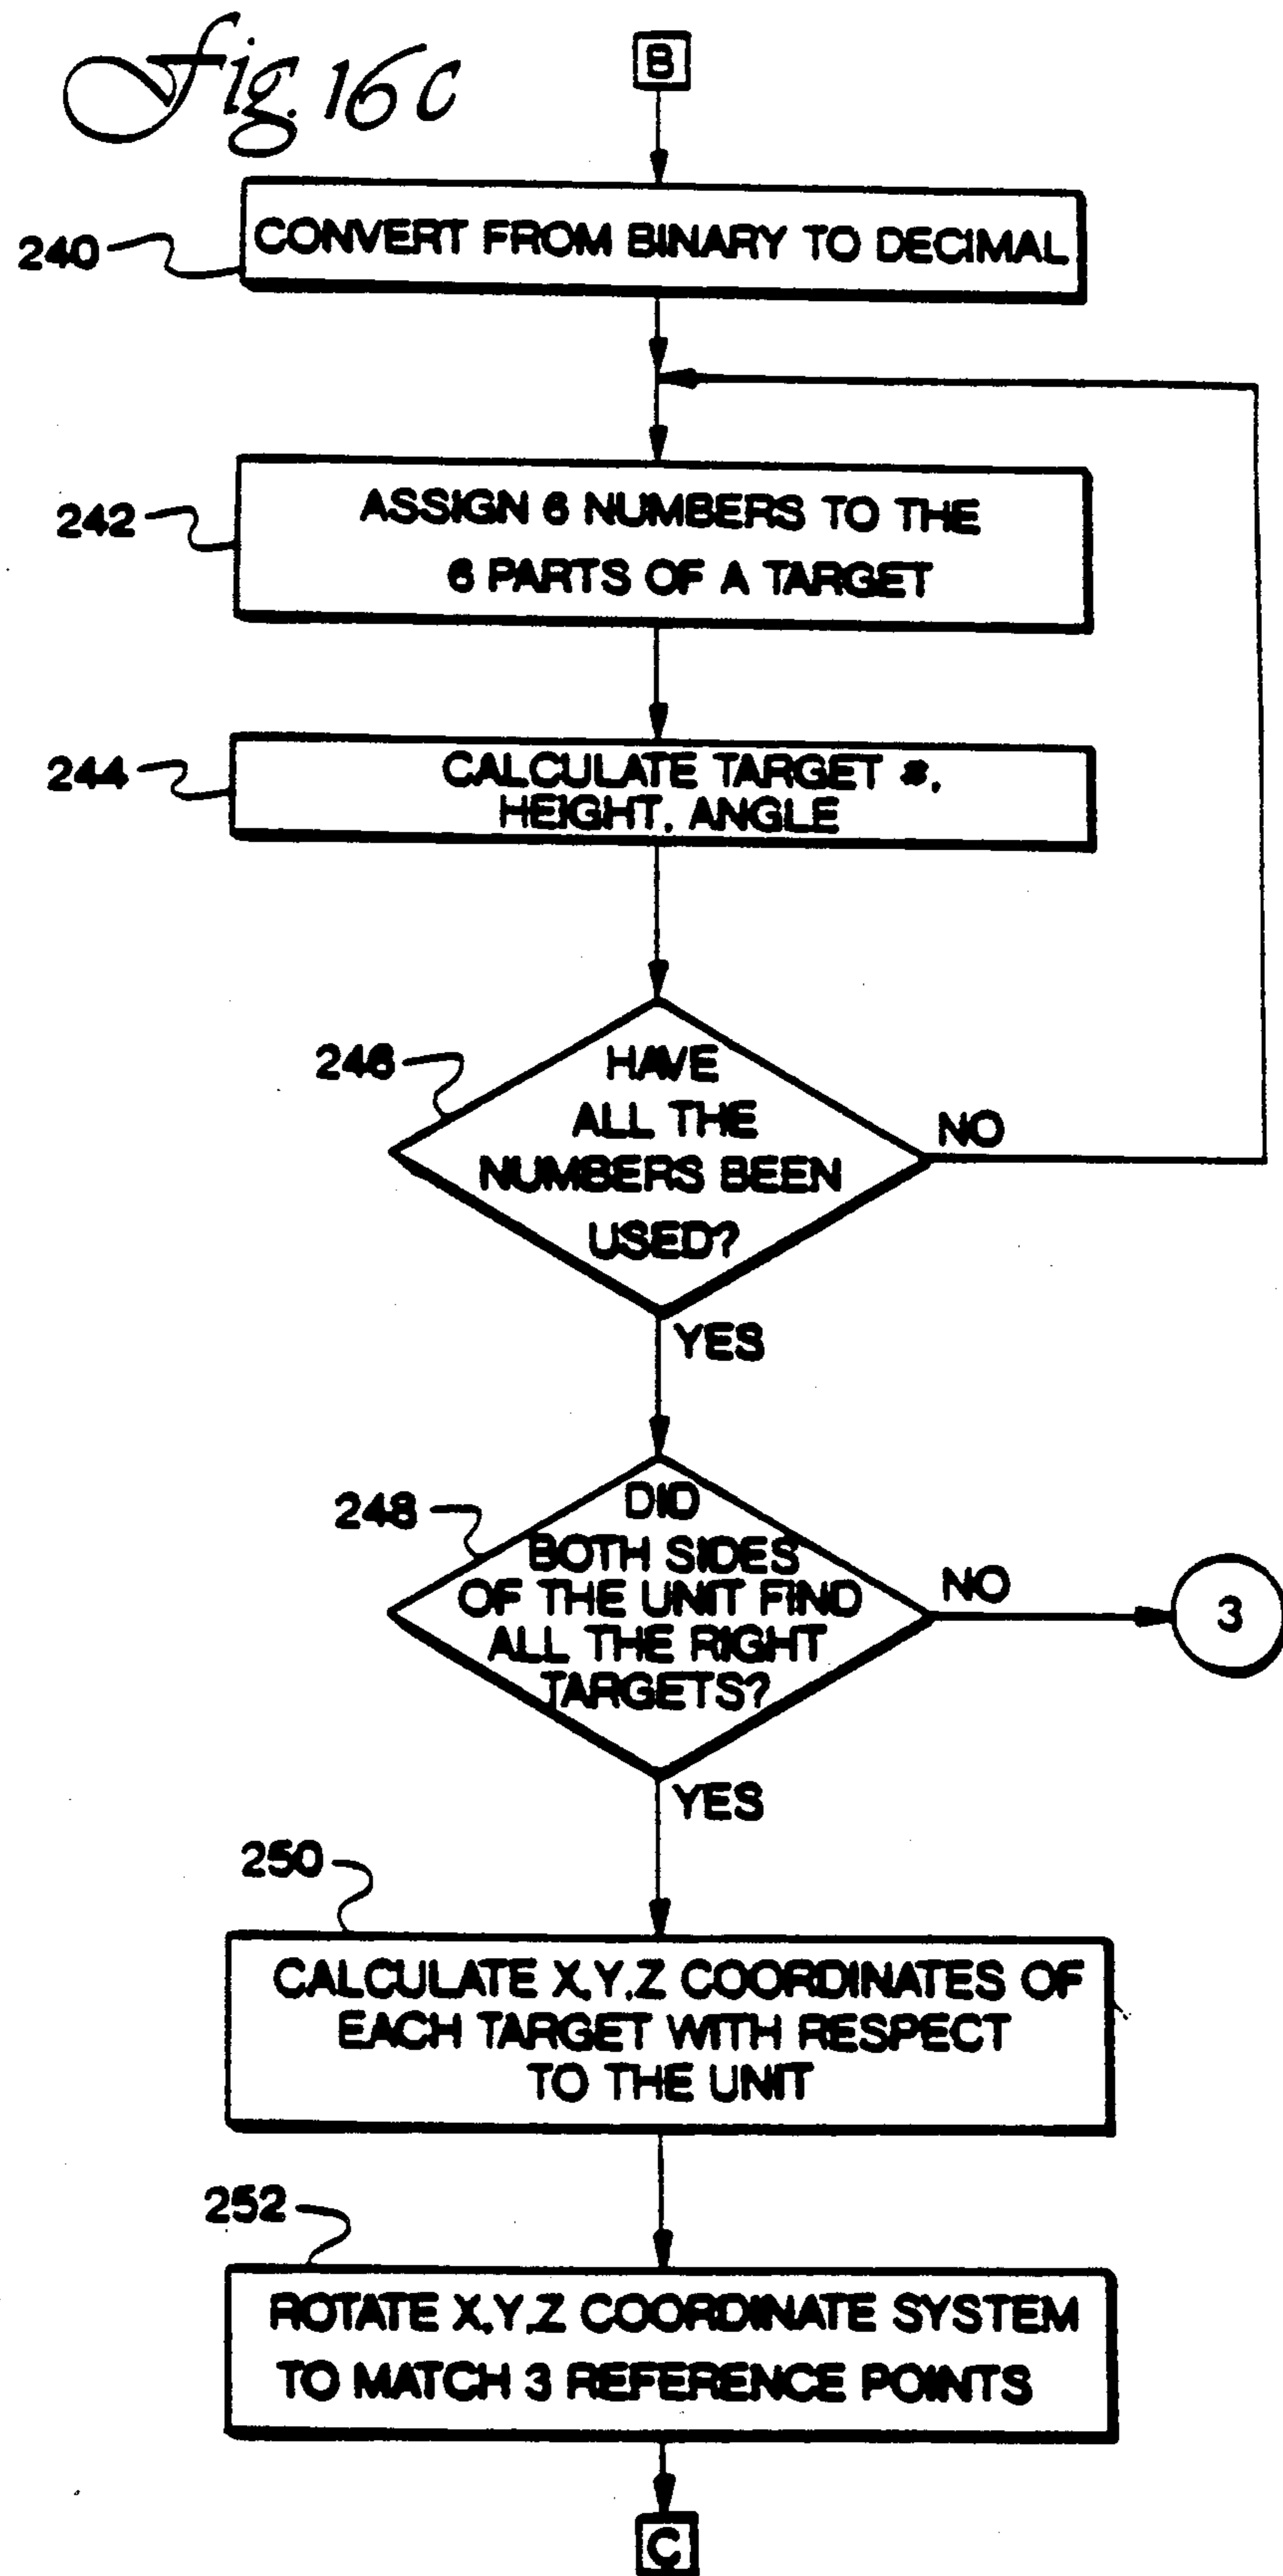 Fig. 16c
B
240
CONVERT FROM BINARY TO DECIMAL
242
ASSIGN 6 NUMBERS TO THE
6 PARTS OF A TARGET
244
CALCULATE TARGET #,
HEIGHT, ANGLE
246
HAVE
ALL THE
NUMBERS BEEN
USED?
NO
YES
248
DID
BOTH SIDES
OF THE UNIT FIND
ALL THE RIGHT
TARGETS?
NO
3
YES
250
CALCULATE X,Y,Z COORDINATES OF
EACH TARGET WITH RESPECT
TO THE UNIT
252
ROTATE X,Y,Z COORDINATE SYSTEM
TO MATCH 3 REFERENCE POINTS
C